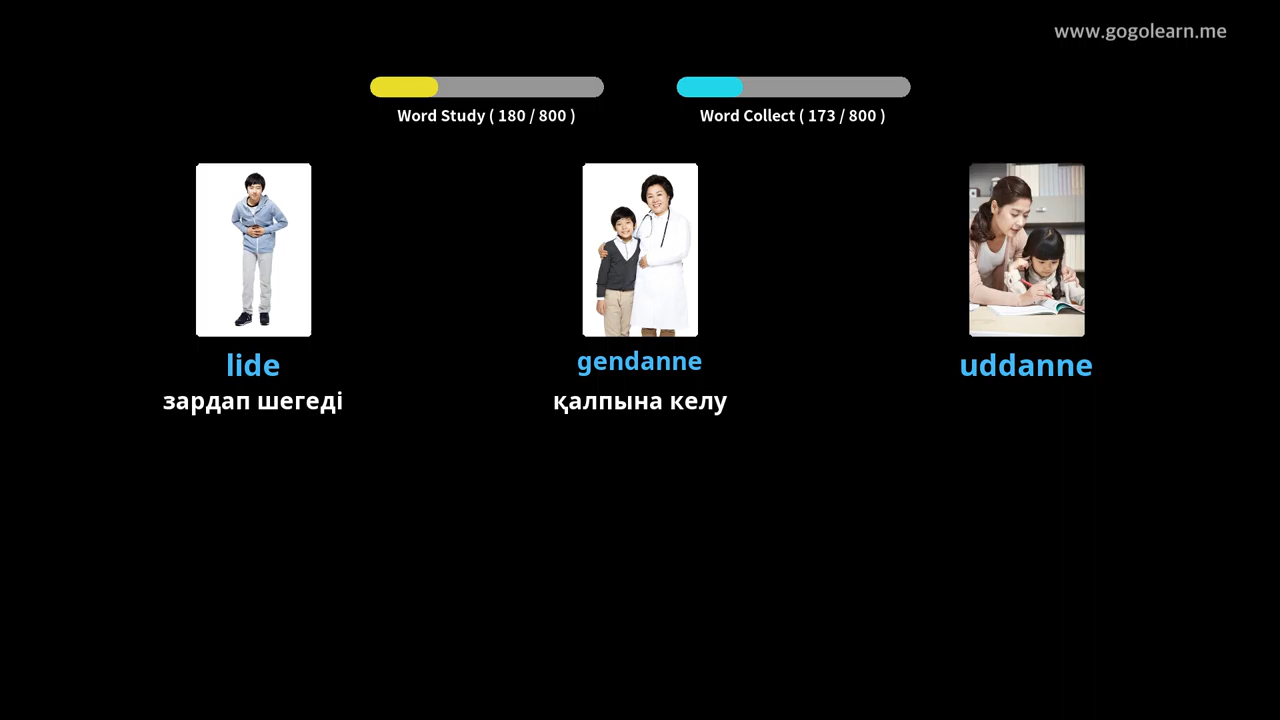 www.gogolearn.me
Word Study ( 180 / 800 )
Word Collect ( 173 / 800 )
lide
gendanne
uddanne
зардап шегеді
қалпына келу